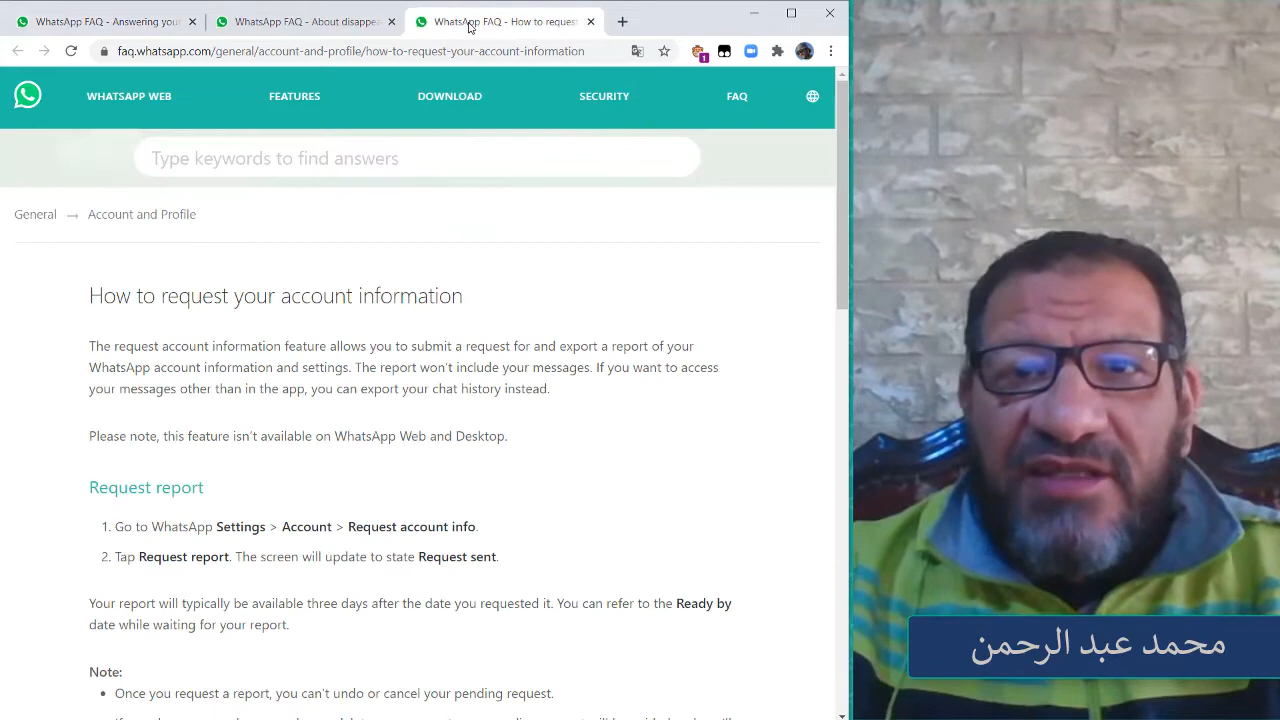 WhatsApp FAQ - Answering your
WhatsApp FAQ - About disappea
WhatsApp FAQ - How to request
faq.whatsapp.com/general/account-and-profile/how-to-request-your-account-information
1
WHATSAPP WEB
FEATURES
DOWNLOAD
SECURITY
FAQ
Type keywords to find answers
General → Account and Profile
How to request your account information
The request account information feature allows you to submit a request for and export a report of your
WhatsApp account information and settings. The report won't include your messages. If you want to access
your messages other than in the app, you can export your chat history instead.
Please note, this feature isn't available on WhatsApp Web and Desktop.
Request report
1. Go to WhatsApp Settings > Account > Request account info.
2. Tap Request report. The screen will update to state Request sent.
Your report will typically be available three days after the date you requested it. You can refer to the Ready by
date while waiting for your report.
Note:
• Once you request a report, you can't undo or cancel your pending request.
محمد عبد الرحمن